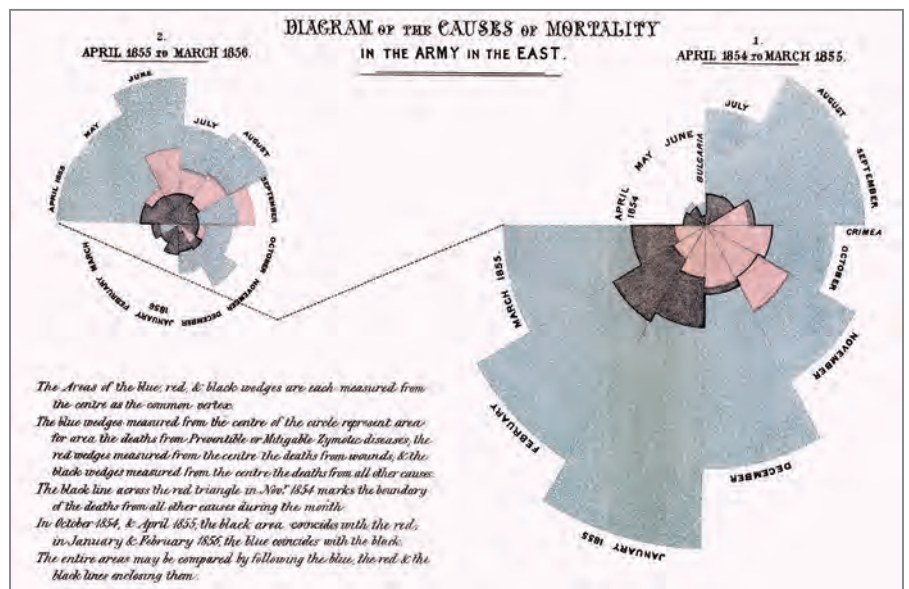 DIAGRAM OF THE CAUSES OF MORTALITY
IN THE ARMY IN THE EAST.
2.
APRIL 1855 TO MARCH 1856.
1.
APRIL 1854 TO MARCH 1855.
APRIL 1855
MAY
JUNE
JULY
AUGUST
SEPTEMBER
OCTOBER
NOVEMBER
DECEMBER
JANUARY
1856
FEBRUARY
MARCH
APRIL
1854
MAY
JUNE
BULGARIA
JULY
AUGUST
SEPTEMBER
CRIMEA
OCTOBER
NOVEMBER
DECEMBER
JANUARY 1855
FEBRUARY
MARCH 1855.
The Areas of the blue, red, & black wedges are each measured from
the centre as the common vertex.
The blue wedges measured from the centre of the circle represent area
for area the deaths from Preventible or Mitigable Zymotic diseases, the
red wedges measured from the centre the deaths from wounds, & the
black wedges measured from the centre the deaths from all other causes.
The black line across the red triangle in Nov.r 1854 marks the boundary
of the deaths from all other causes during the month.
In October 1854, & April 1855, the black area coincides with the red,
in January & February 1856, the blue coincides with the black.
The entire areas may be compared by following the blue, the red & the
black lines enclosing them.